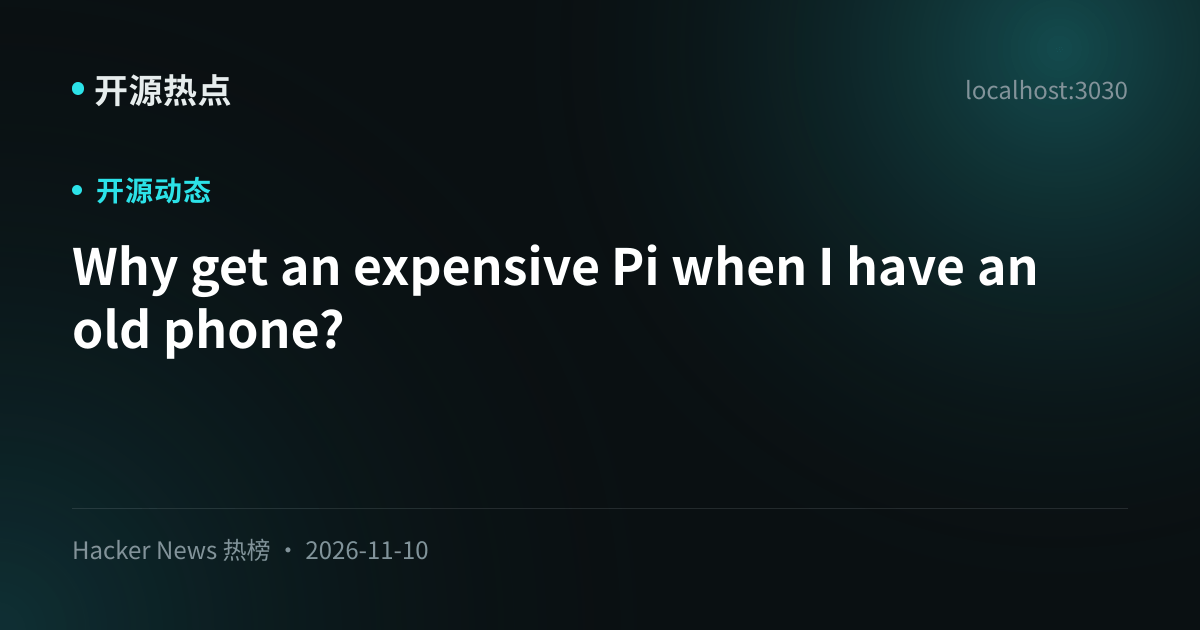 开源热点
localhost:3030
开源动态
Why get an expensive Pi when I have an
old phone?
Hacker News 热榜 · 2026-11-10